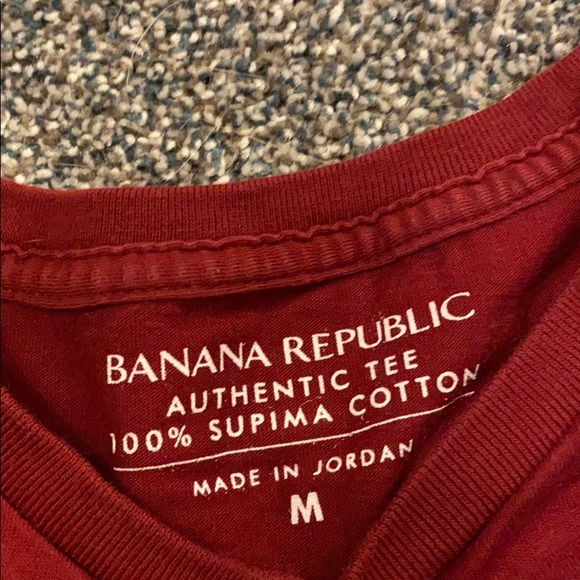 BANANA REPUBLIC
AUTHENTIC TEE
100% SUPIMA COTTON
MADE IN JORDAN
M